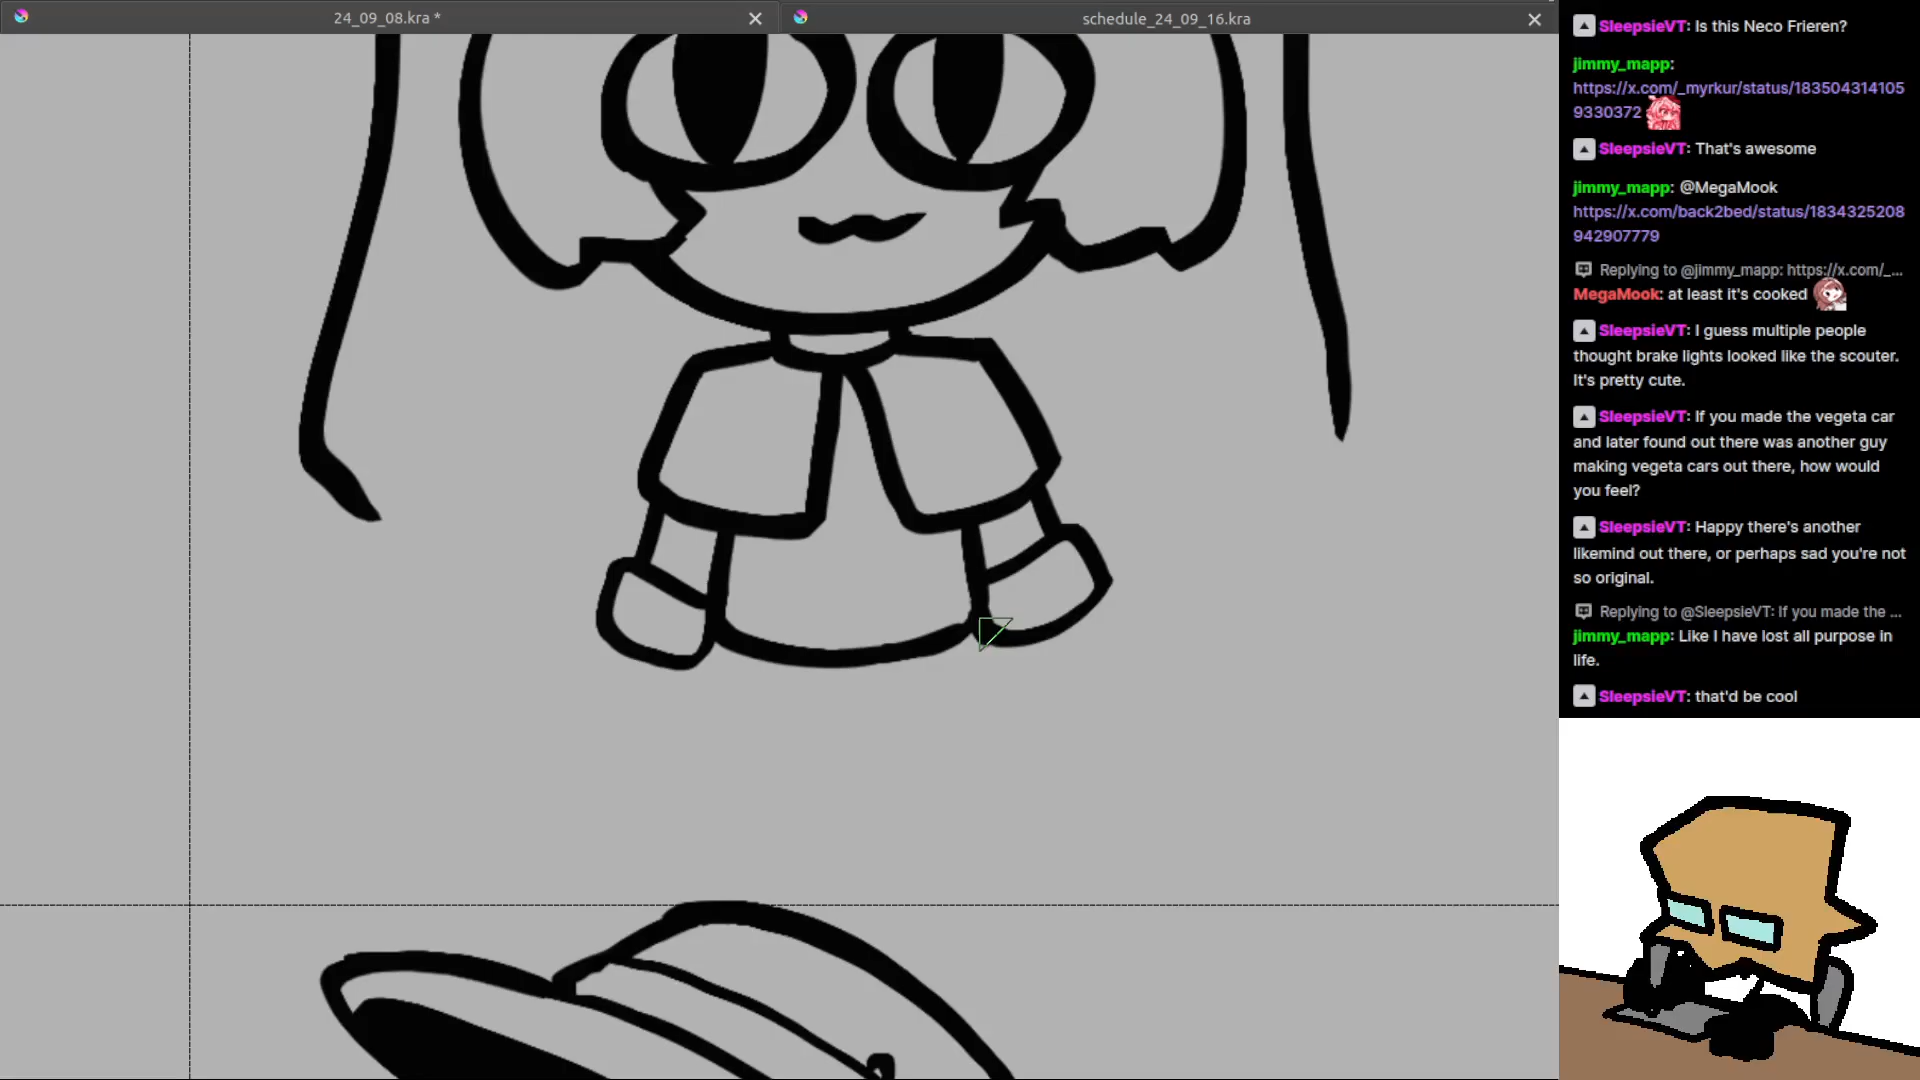 24_09_08.kra *
schedule_24_09_16.kra
SleepsieVT: Is this Neco Frieren?
jimmy_mapp:
https://x.com/_myrkur/status/183504314105
9330372
SleepsieVT: That's awesome
jimmy_mapp: @MegaMook
https://x.com/back2bed/status/1834325208
942907779
Replying to @jimmy_mapp: https://x.com/_...
MegaMook: at least it's cooked
SleepsieVT: I guess multiple people
thought brake lights looked like the scouter.
It's pretty cute.
SleepsieVT: If you made the vegeta car
and later found out there was another guy
making vegeta cars out there, how would
you feel?
SleepsieVT: Happy there's another
likemind out there, or perhaps sad you're not
so original.
Replying to @SleepsieVT: If you made the ...
jimmy_mapp: Like I have lost all purpose in
life.
SleepsieVT: that'd be cool